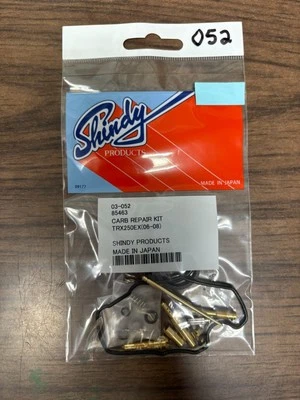 052
Shindy
PRODUCTS
MADE IN JAPAN
03-052
85463
CARB REPAIR KIT
TRX250EX(06-08)
SHINDY PRODUCTS
MADE IN JAPAN